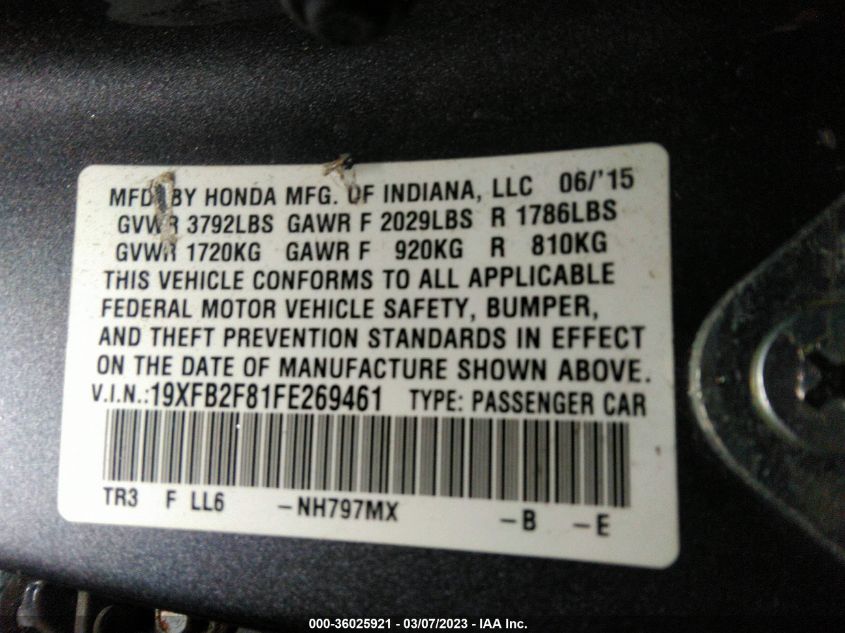 MFD BY HONDA MFG. OF INDIANA, LLC 06/'15
GVWR 3792LBS GAWR F 2029LBS R 1786LBS
GVWR 1720KG GAWR F 920KG R 810KG
THIS VEHICLE CONFORMS TO ALL APPLICABLE
FEDERAL MOTOR VEHICLE SAFETY, BUMPER,
AND THEFT PREVENTION STANDARDS IN EFFECT
ON THE DATE OF MANUFACTURE SHOWN ABOVE.
V.I.N.:19XFB2F81FE269461 TYPE: PASSENGER CAR
TR3 F LL6 -NH797MX -B -E
000-36025921 - 03/07/2023 - IAA Inc.